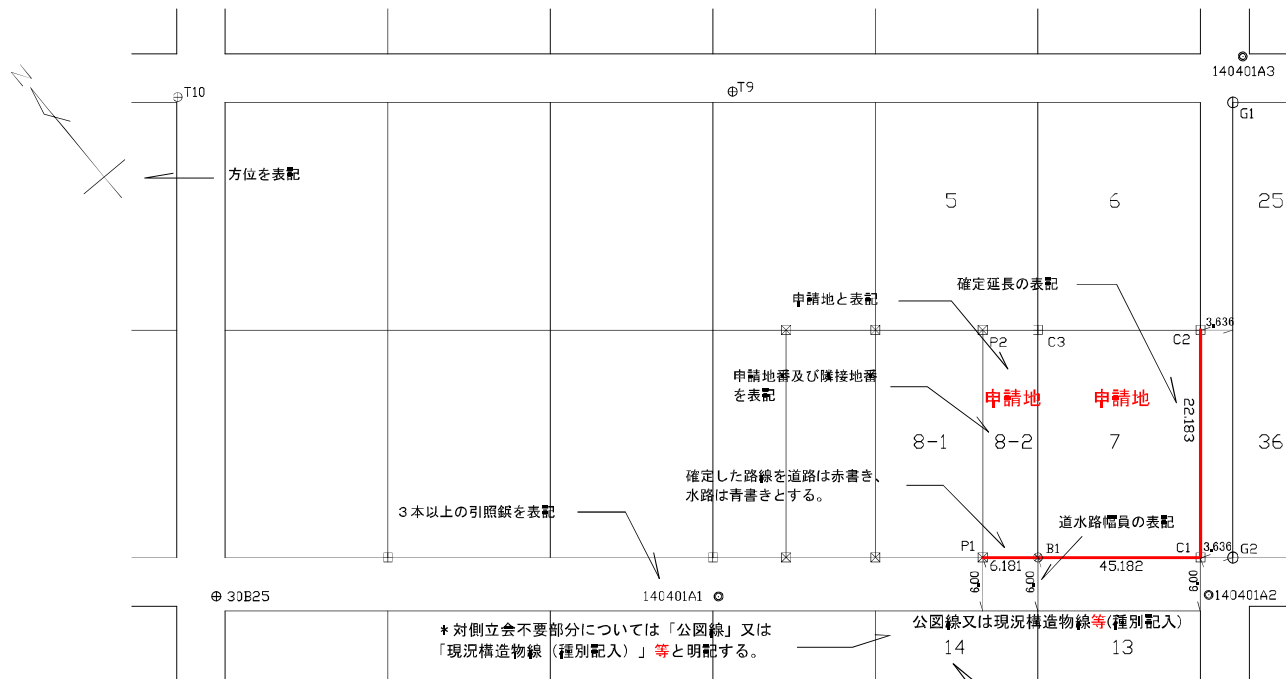 N
140401A3
T10
T9
G1
方位を表記
5
6
25
確定延長の表記
申請地と表記
3.636
P2
C3
C2
申請地番及び隣接地番
を表記
申請地
申請地
22.183
8-1
8-2
7
36
確定した路線を道路は赤書き、
水路は青書きとする。
3本以上の引照鋲を表記
道水路幅員の表記
P1
B1
C1
3.636
G2
6.181
45.182
6.00
6.00
6.00
30B25
140401A1
140401A2
*対側立会不要部分については「公図線」又は
「現況構造物線（種別記入）」等と明記する。
公図線又は現況構造物線等(種別記入)
14
13